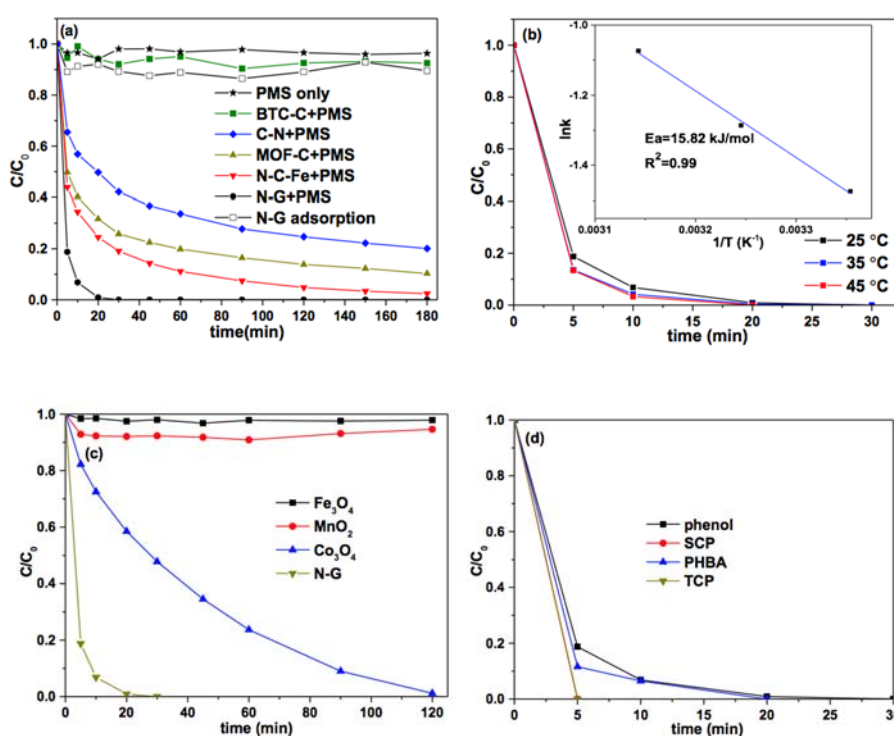 (a)
C/C0
1.0
0.8
0.6
0.4
0.2
0.0
PMS only
BTC-C+PMS
C-N+PMS
MOF-C+PMS
N-C-Fe+PMS
N-G+PMS
N-G adsorption
0 20 40 60 80 100 120 140 160 180
time(min)
(b)
C/C0
1.0
0.8
0.6
0.4
0.2
0.0
lnk
-1.0
-1.2
-1.4
Ea=15.82 kJ/mol
R²=0.99
0.0031 0.0032 0.0033
1/T (K⁻¹)
25 °C
35 °C
45 °C
0 5 10 15 20 25 30
time (min)
(c)
C/C0
1.0
0.8
0.6
0.4
0.2
0.0
Fe3O4
MnO2
Co3O4
N-G
0 20 40 60 80 100 120
time (min)
(d)
C/C0
1.0
0.8
0.6
0.4
0.2
0.0
phenol
SCP
PHBA
TCP
0 5 10 15 20 25 30
time (min)